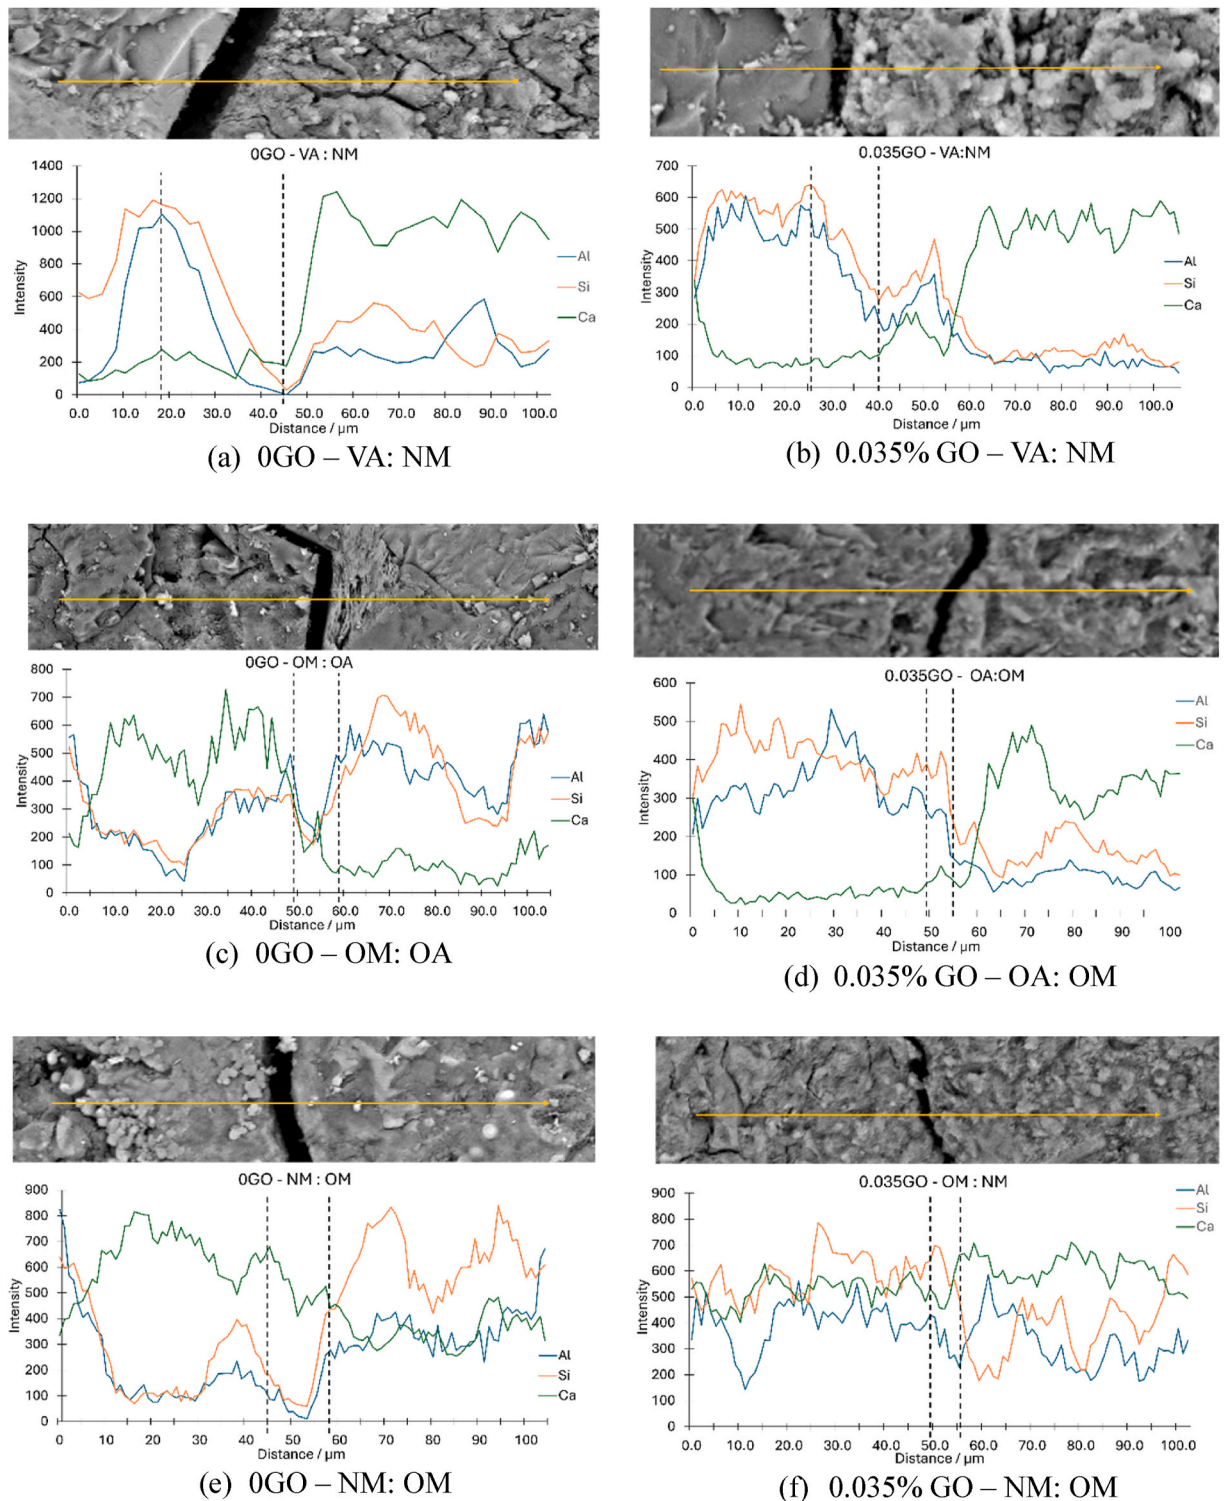 0GO - VA : NM
1400
1200
1000
800
600
400
200
0
Intensity
0.0 10.0 20.0 30.0 40.0 50.0 60.0 70.0 80.0 90.0 100.0
Distance / µm
Al
Si
Ca
(a) 0GO – VA: NM
0.035GO - VA:NM
700
600
500
400
300
200
100
0
Intensity
0.0 10.0 20.0 30.0 40.0 50.0 60.0 70.0 80.0 90.0 100.0
Distance / µm
Al
Si
Ca
(b) 0.035% GO – VA: NM
0GO - OM : OA
800
700
600
500
400
300
200
100
0
Intensity
0.0 10.0 20.0 30.0 40.0 50.0 60.0 70.0 80.0 90.0 100.0
Distance / µm
Al
Si
Ca
(c) 0GO – OM: OA
0.035GO - OA:OM
600
500
400
300
200
100
0
Intensity
0 10 20 30 40 50 60 70 80 90 100
Distance / µm
Al
Si
Ca
(d) 0.035% GO – OA: OM
0GO - NM : OM
900
800
700
600
500
400
300
200
100
0
Intensity
0 10 20 30 40 50 60 70 80 90 100
Distance / µm
Al
Si
Ca
(e) 0GO – NM: OM
0.035GO - OM : NM
900
800
700
600
500
400
300
200
100
0
Intensity
0.0 10.0 20.0 30.0 40.0 50.0 60.0 70.0 80.0 90.0 100.0
Distance / µm
Al
Si
Ca
(f) 0.035% GO – NM: OM